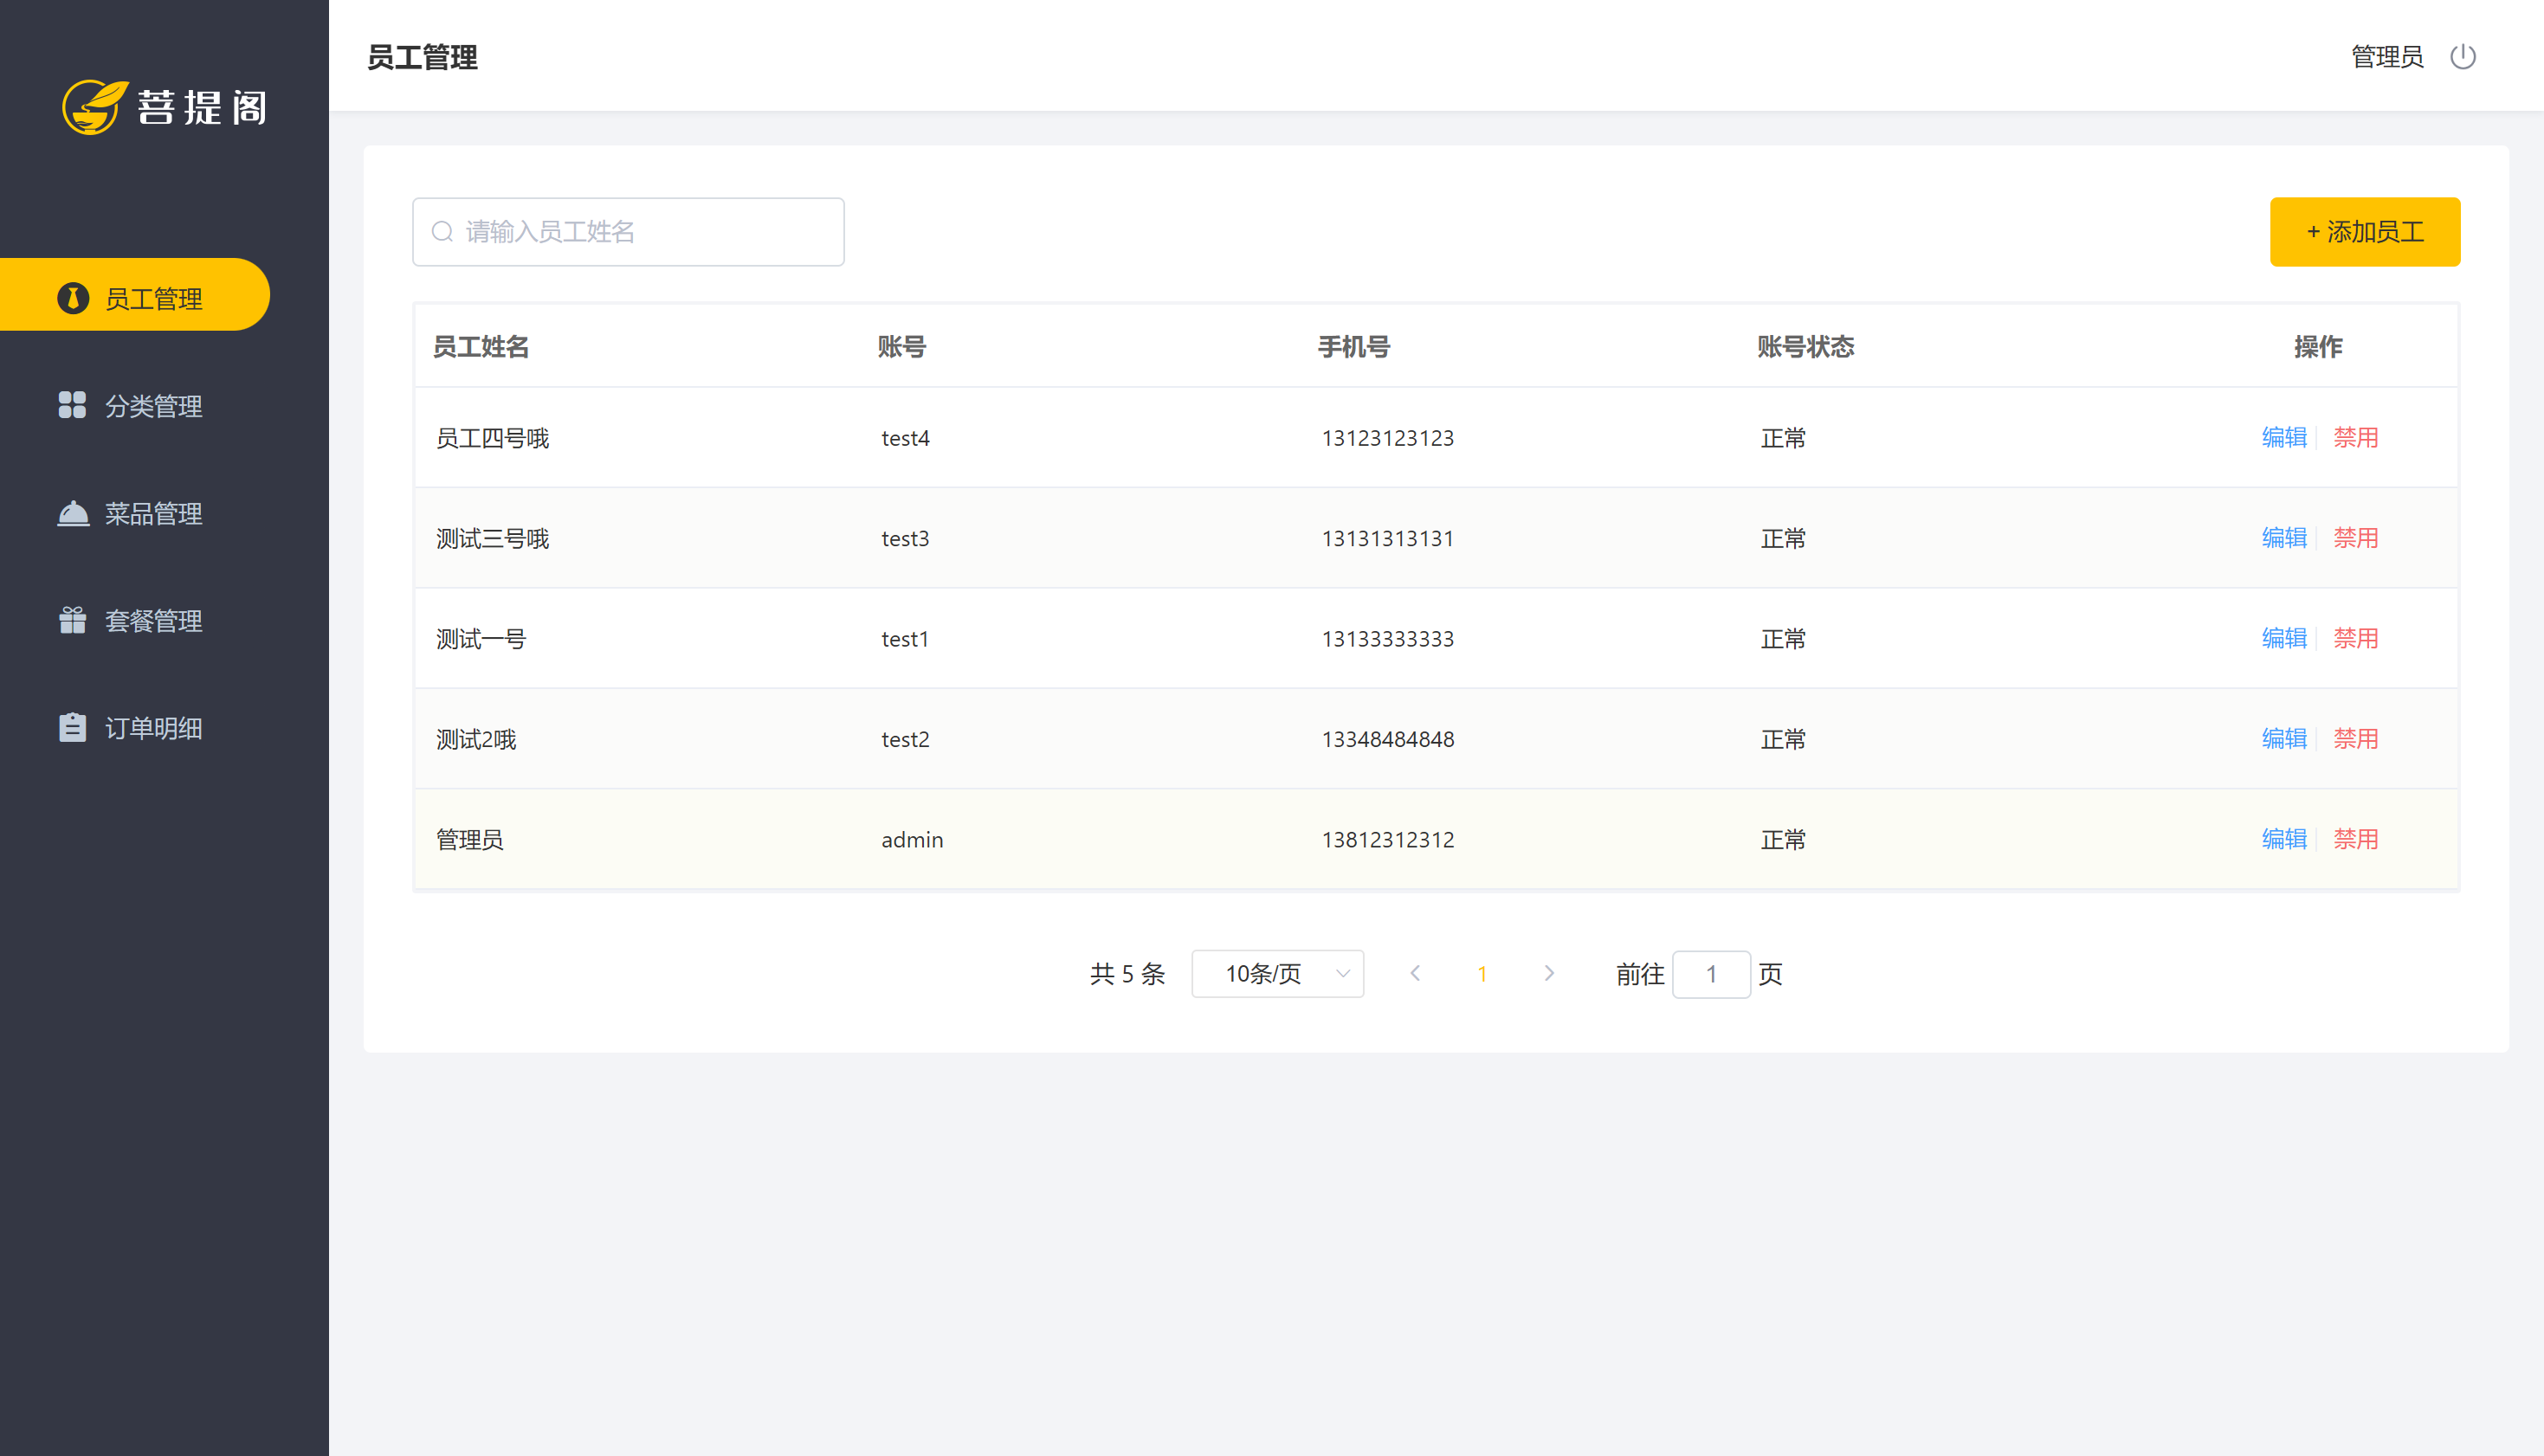 菩提阁
员工管理
分类管理
菜品管理
套餐管理
订单明细
员工管理
管理员
请输入员工姓名
+ 添加员工
员工姓名 账号 手机号 账号状态 操作
员工四号哦 test4 13123123123 正常 编辑 禁用
测试三号哦 test3 13131313131 正常 编辑 禁用
测试一号 test1 13133333333 正常 编辑 禁用
测试2哦 test2 13348484848 正常 编辑 禁用
管理员 admin 13812312312 正常 编辑 禁用
共 5 条 10条/页 1 前往 1 页